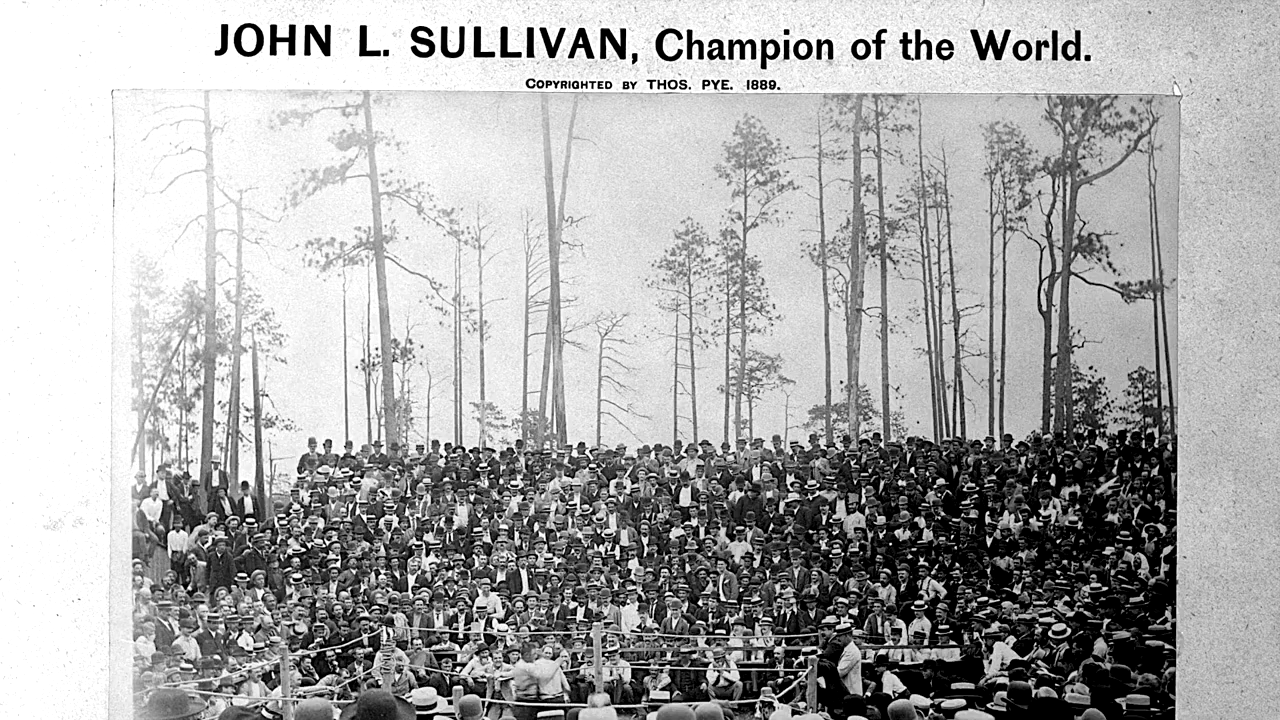 JOHN L. SULLIVAN, Champion of the World.
COPYRIGHTED BY THOS. PYE. 1889.